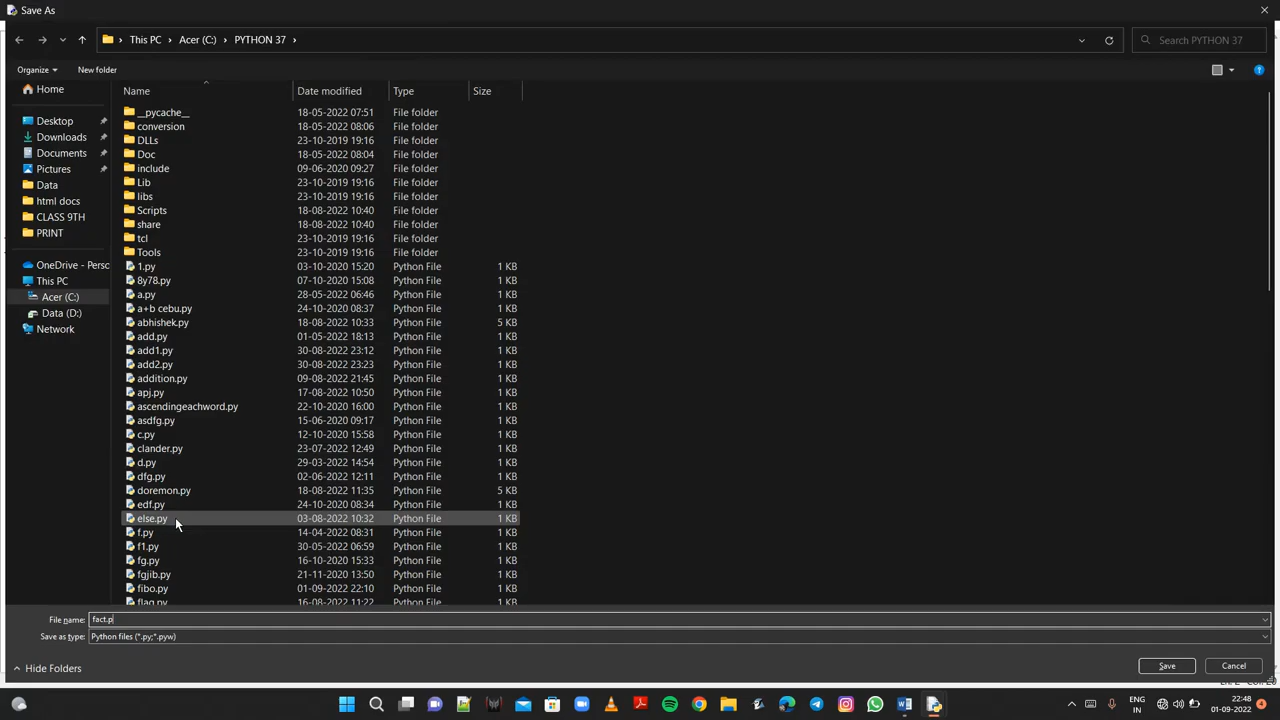 Save As
This PC Acer (C:) PYTHON 37 Search PYTHON 37
Organize New folder
Name Date modified Type Size
Home
Desktop
Downloads
Documents
Pictures
Data
html docs
CLASS 9TH
PRINT
OneDrive - Perso
This PC
Acer (C:)
Data (D:)
Network
__pycache__ 18-05-2022 07:51 File folder
conversion 18-05-2022 08:06 File folder
DLLs 23-10-2019 19:16 File folder
Doc 18-05-2022 08:04 File folder
include 09-06-2020 09:27 File folder
Lib 23-10-2019 19:16 File folder
libs 23-10-2019 19:16 File folder
Scripts 18-08-2022 10:40 File folder
share 18-08-2022 10:40 File folder
tcl 23-10-2019 19:16 File folder
Tools 23-10-2019 19:16 File folder
1.py 03-10-2020 15:20 Python File 1 KB
8y78.py 07-10-2020 15:08 Python File 1 KB
a.py 28-05-2022 06:46 Python File 1 KB
a+b cebu.py 24-10-2020 08:37 Python File 1 KB
abhishek.py 18-08-2022 10:33 Python File 5 KB
add.py 01-05-2022 18:13 Python File 1 KB
add1.py 30-08-2022 23:12 Python File 1 KB
add2.py 30-08-2022 23:23 Python File 1 KB
addition.py 09-08-2022 21:45 Python File 1 KB
apj.py 17-08-2022 10:50 Python File 1 KB
ascendingeachword.py 22-10-2020 16:00 Python File 1 KB
asdfg.py 15-06-2020 09:17 Python File 1 KB
c.py 12-10-2020 15:58 Python File 1 KB
clander.py 23-07-2022 12:49 Python File 1 KB
d.py 29-03-2022 14:54 Python File 1 KB
dfg.py 02-06-2022 12:11 Python File 1 KB
doremon.py 18-08-2022 11:35 Python File 5 KB
edf.py 24-10-2020 08:34 Python File 1 KB
else.py 03-08-2022 10:32 Python File 1 KB
f.py 14-04-2022 08:31 Python File 1 KB
f1.py 30-05-2022 06:59 Python File 1 KB
fg.py 16-10-2020 15:33 Python File 1 KB
fgjib.py 21-11-2020 13:50 Python File 1 KB
fibo.py 01-09-2022 22:10 Python File 1 KB
flag.py 16-08-2022 11:22 Python File 1 KB
File name: fact.p
Save as type: Python files (*.py;*.pyw)
Hide Folders Save Cancel
ENG
IN
22:48
01-09-2022